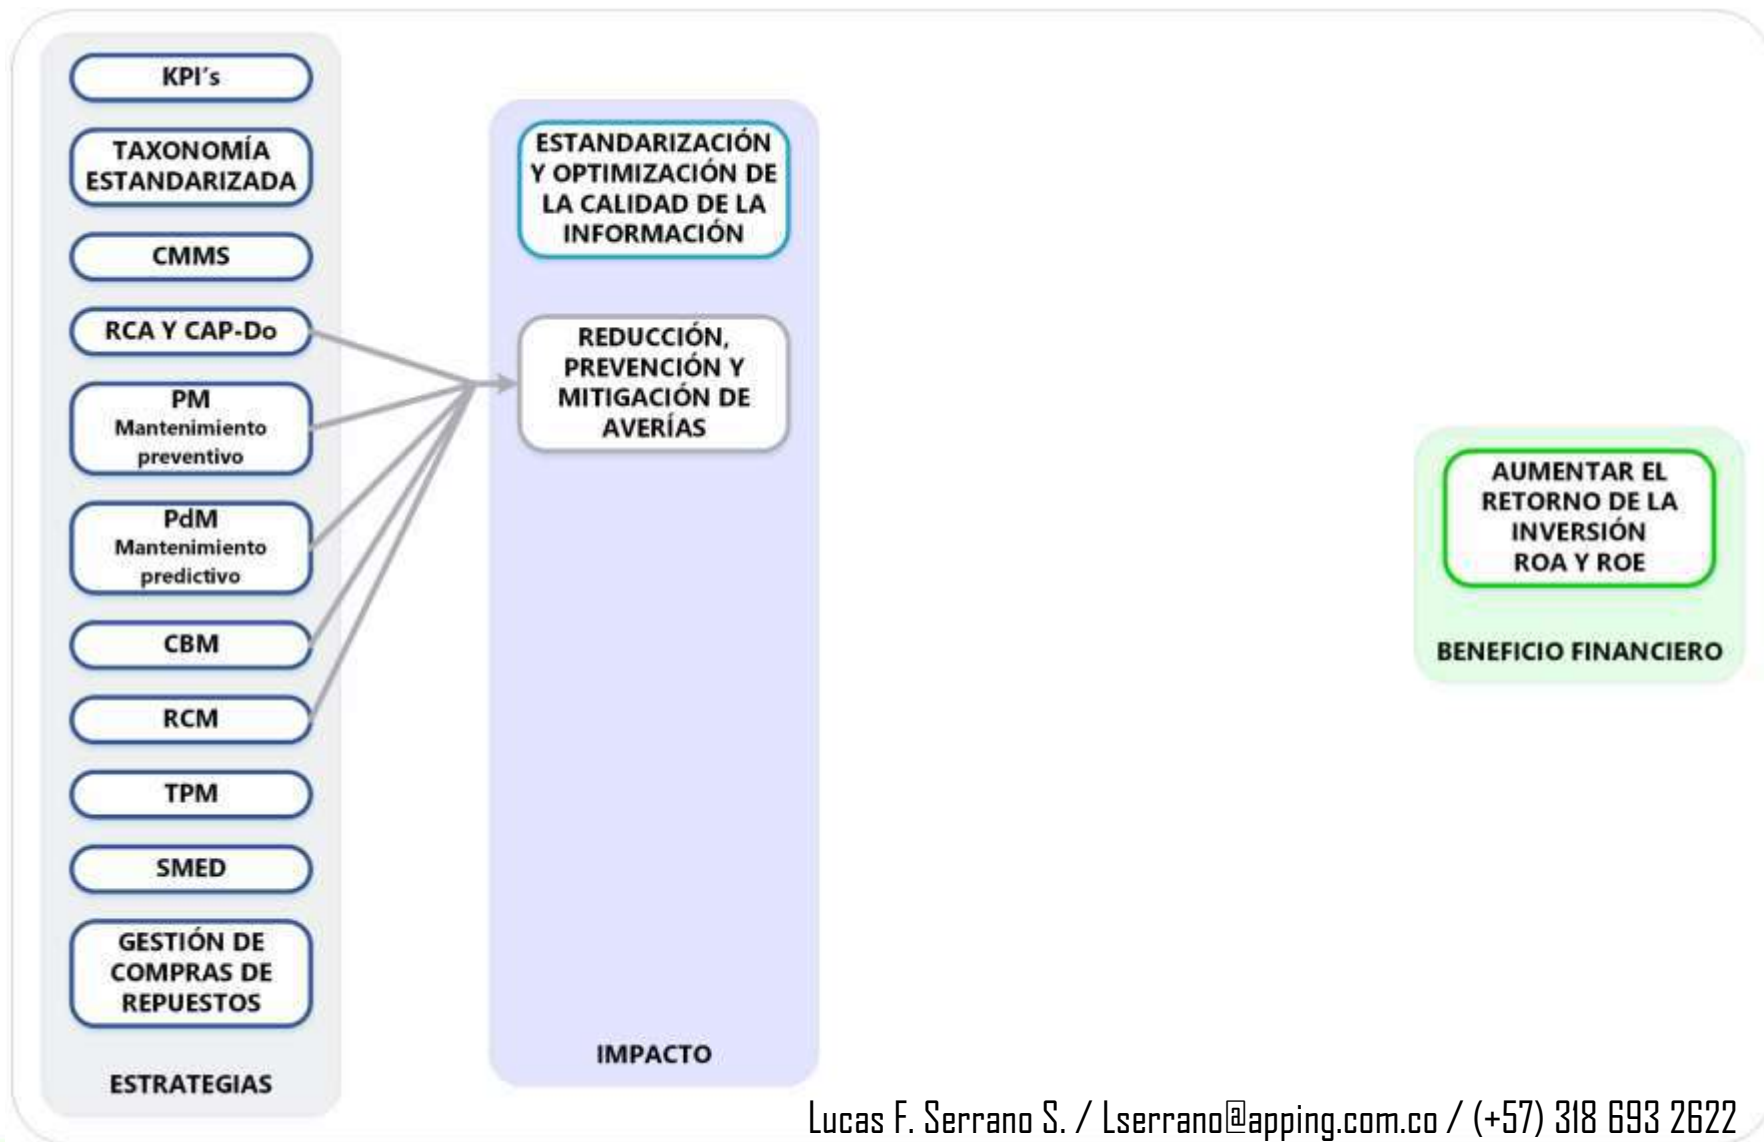 KPI´s
TAXONOMÍA
ESTANDARIZADA
CMMS
RCA Y CAP-Do
PM
Mantenimiento
preventivo
PdM
Mantenimiento
predictivo
CBM
RCM
TPM
SMED
GESTIÓN DE
COMPRAS DE
REPUESTOS
ESTRATEGIAS
ESTANDARIZACIÓN
Y OPTIMIZACIÓN DE
LA CALIDAD DE LA
INFORMACIÓN
REDUCCIÓN,
PREVENCIÓN Y
MITIGACIÓN DE
AVERÍAS
IMPACTO
AUMENTAR EL
RETORNO DE LA
INVERSIÓN
ROA Y ROE
BENEFICIO FINANCIERO
Lucas F. Serrano S. / Lserrano@apping.com.co / (+57) 318 693 2622